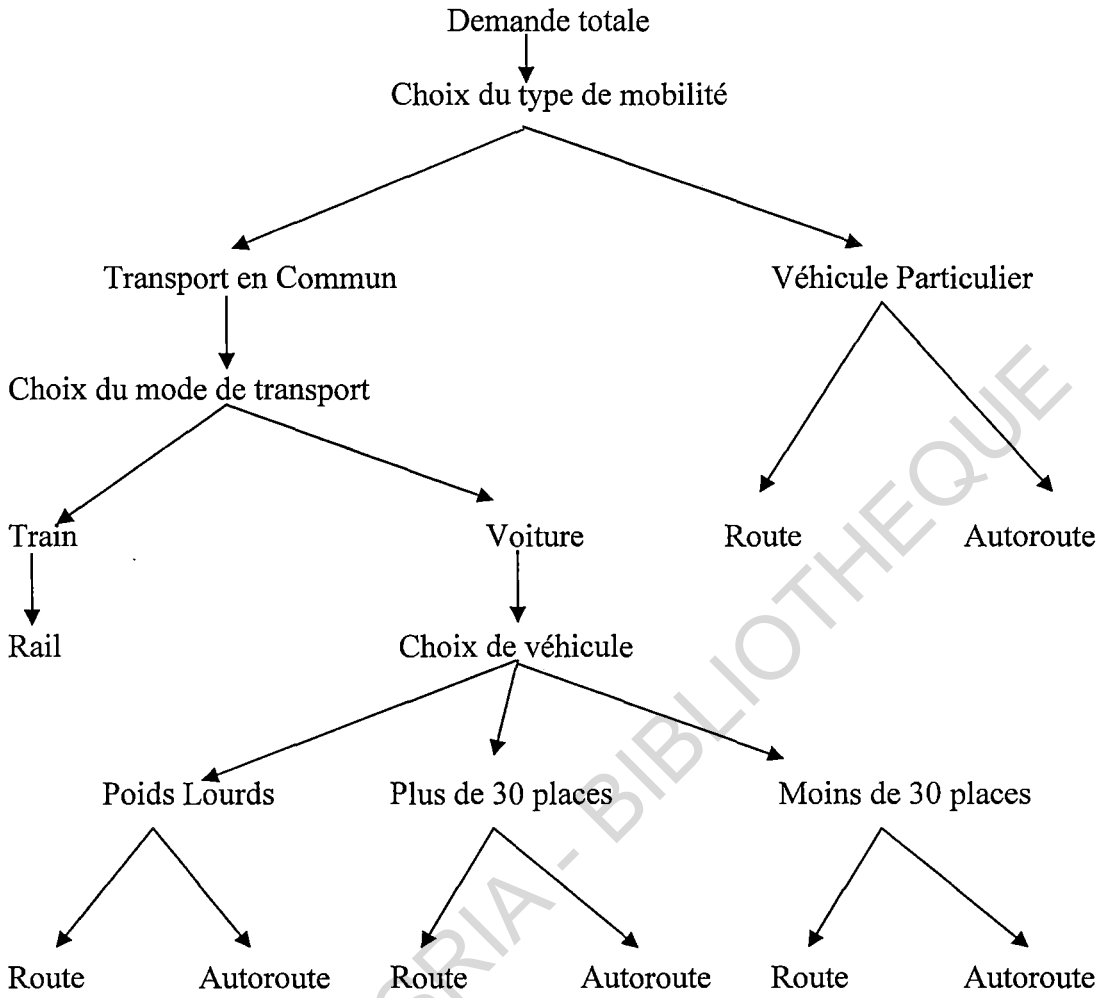 Demande totale
Choix du type de mobilité
Transport en Commun Véhicule Particulier
Choix du mode de transport
Train Voiture Route Autoroute
Rail Choix de véhicule
Poids Lourds Plus de 30 places Moins de 30 places
Route Autoroute Route Autoroute Route Autoroute
SRIA - BIBLIOTHEQUE